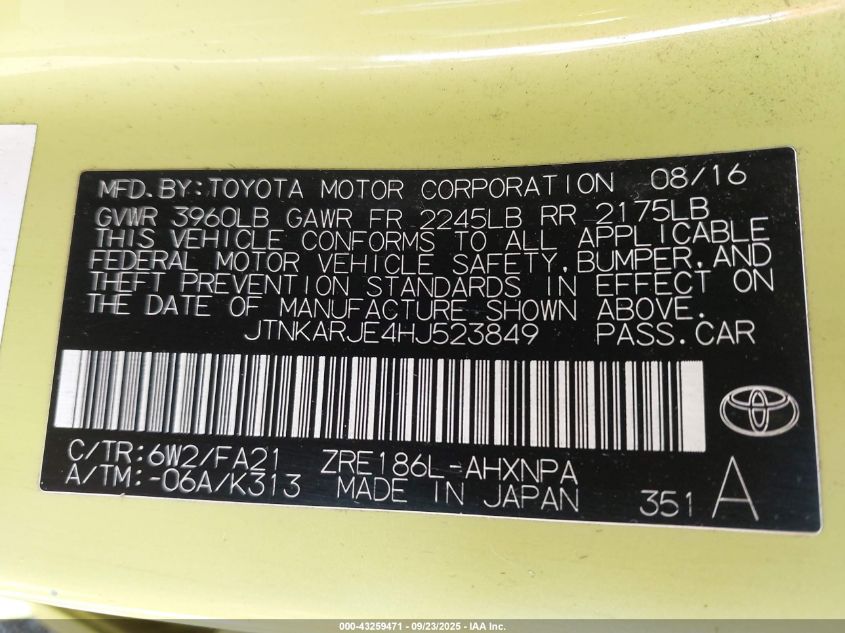 MFD.BY:TOYOTA MOTOR CORPORATION 08/16
GVWR 3960LB GAWR FR 2245LB RR 2175LB
THIS VEHICLE CONFORMS TO ALL APPLICABLE
FEDERAL MOTOR VEHICLE SAFETY,BUMPER,AND
THEFT PREVENTION STANDARDS IN EFFECT ON
THE DATE OF MANUFACTURE SHOWN ABOVE.
JTNKARJE4HJ523849 PASS.CAR
C/TR:6W2/FA21 ZRE186L-AHXNPA
A/TM:-06A/K313 MADE IN JAPAN 351 A
000-43259471 - 09/23/2025 - IAA Inc.